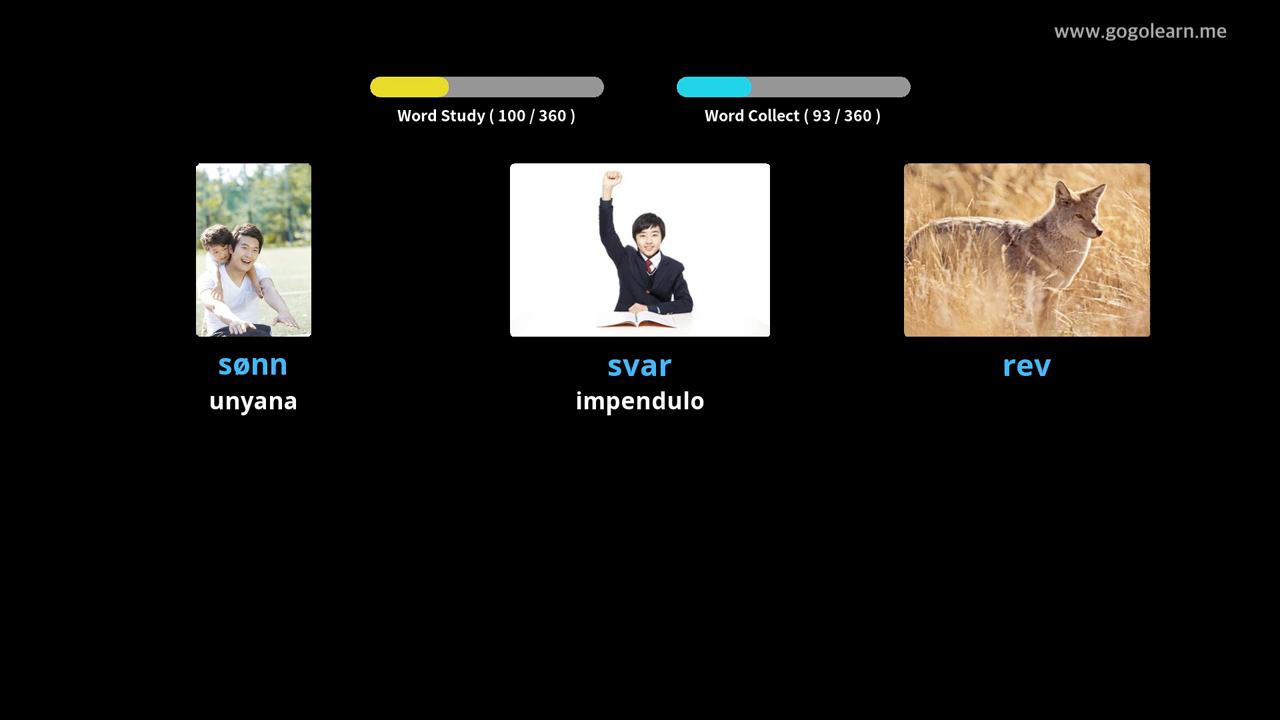 www.gogolearn.me
Word Study ( 100 / 360 )
Word Collect ( 93 / 360 )
sønn
unyana
svar
impendulo
rev